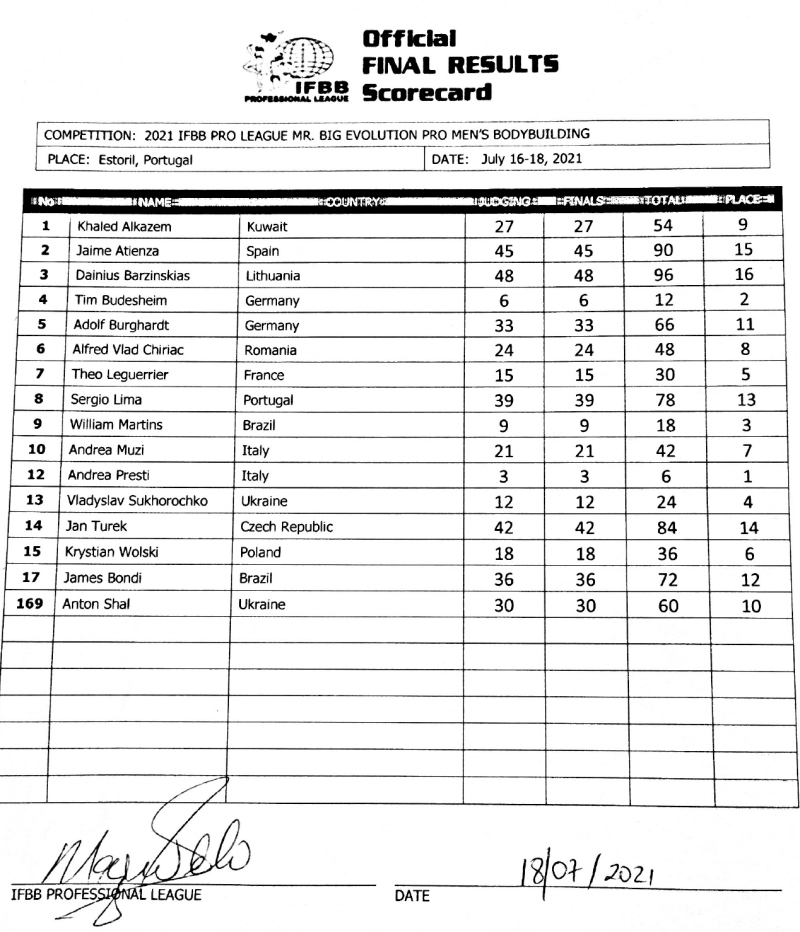 Official
FINAL RESULTS
Scorecard
IFBB
PROFESSIONAL LEAGUE
COMPETITION: 2021 IFBB PRO LEAGUE MR. BIG EVOLUTION PRO MEN'S BODYBUILDING
PLACE: Estoril, Portugal DATE: July 16-18, 2021
No NAME COUNTRY JUDGING FINALS TOTAL PLACE
1 Khaled Alkazem Kuwait 27 27 54 9
2 Jaime Atienza Spain 45 45 90 15
3 Dainius Barzinskias Lithuania 48 48 96 16
4 Tim Budesheim Germany 6 6 12 2
5 Adolf Burghardt Germany 33 33 66 11
6 Alfred Vlad Chiriac Romania 24 24 48 8
7 Theo Leguerrier France 15 15 30 5
8 Sergio Lima Portugal 39 39 78 13
9 William Martins Brazil 9 9 18 3
10 Andrea Muzi Italy 21 21 42 7
12 Andrea Presti Italy 3 3 6 1
13 Vladyslav Sukhorochko Ukraine 12 12 24 4
14 Jan Turek Czech Republic 42 42 84 14
15 Krystian Wolski Poland 18 18 36 6
17 James Bondi Brazil 36 36 72 12
169 Anton Shal Ukraine 30 30 60 10
18/07/2021
IFBB PROFESSIONAL LEAGUE DATE